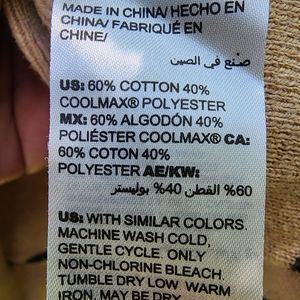 MADE IN CHINA/ HECHO EN
CHINA/ FABRIQUÉ EN
CHINE/
صنع في الصين
US: 60% COTTON 40%
COOLMAX® POLYESTER
MX: 60% ALGODÓN 40%
POLIÉSTER COOLMAX® CA:
60% COTON 40%
POLYESTER AE/KW:
60% القطن 40% بوليستر
US: WITH SIMILAR COLORS.
MACHINE WASH COLD,
GENTLE CYCLE. ONLY
NON-CHLORINE BLEACH.
TUMBLE DRY LOW. WARM
IRON. MAY BE DRY